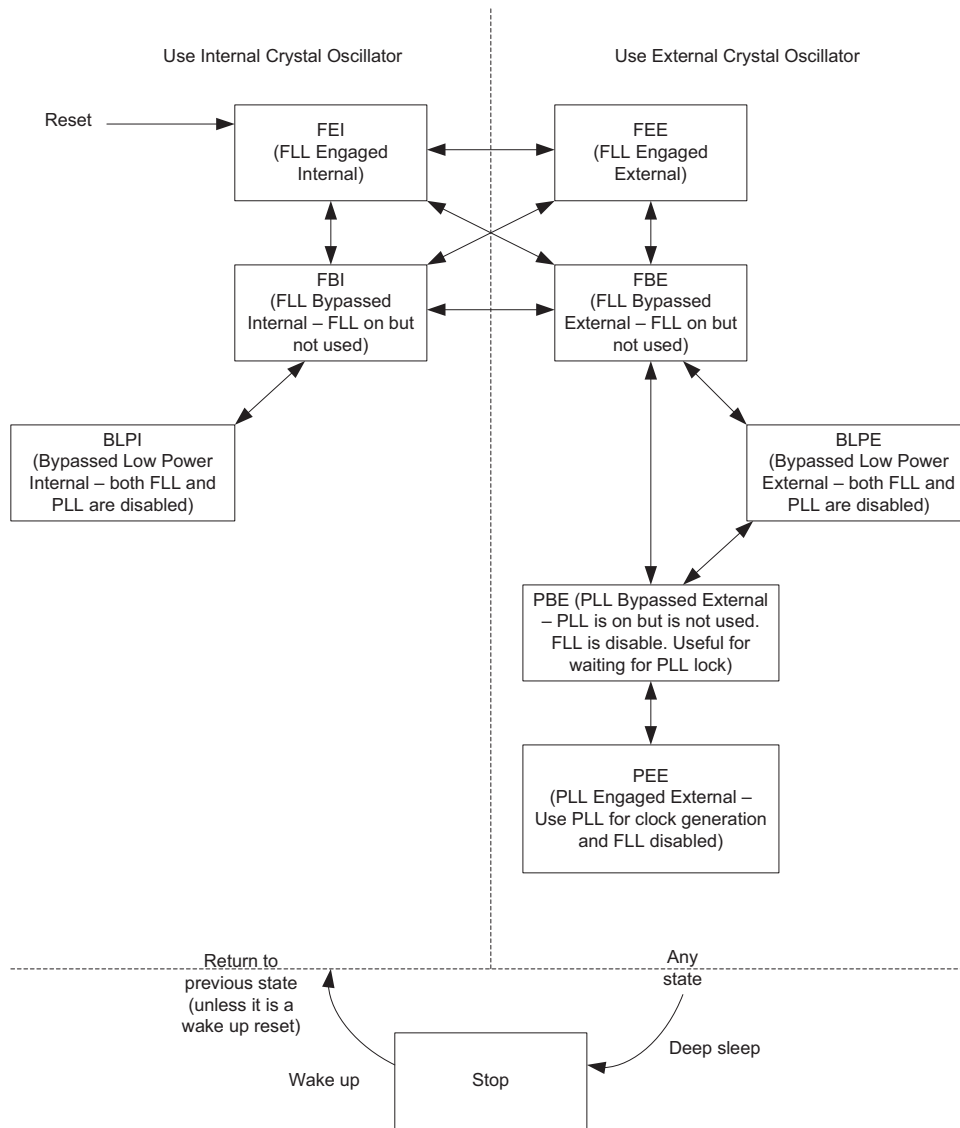 Use Internal Crystal Oscillator
Use External Crystal Oscillator
Reset
FEI
(FLL Engaged
Internal)
FEE
(FLL Engaged
External)
FBI
(FLL Bypassed
Internal – FLL on but
not used)
FBE
(FLL Bypassed
External – FLL on but
not used)
BLPI
(Bypassed Low Power
Internal – both FLL and
PLL are disabled)
BLPE
(Bypassed Low Power
External – both FLL and
PLL are disabled)
PBE (PLL Bypassed External
– PLL is on but is not used.
FLL is disable. Useful for
waiting for PLL lock)
PEE
(PLL Engaged External –
Use PLL for clock generation
and FLL disabled)
Return to
previous state
(unless it is a
wake up reset)
Any
state
Deep sleep
Wake up
Stop